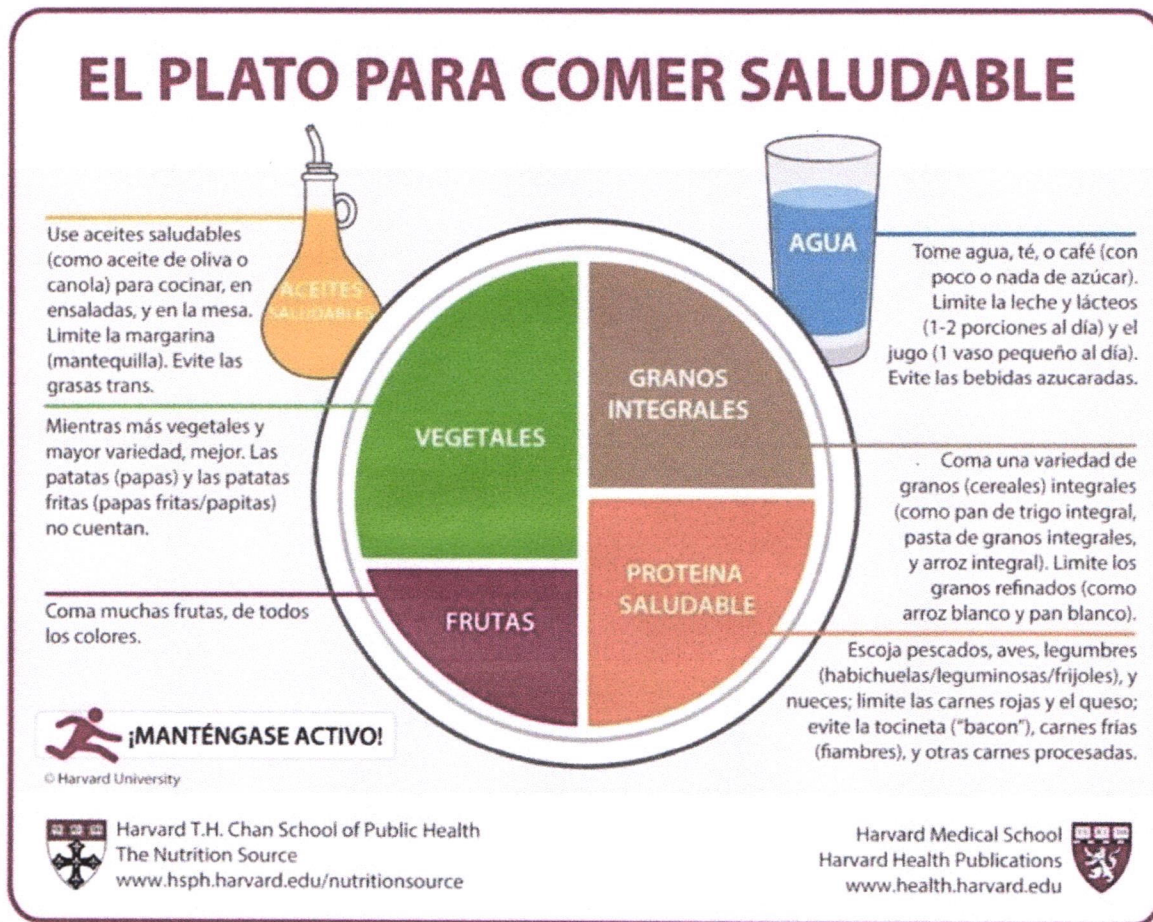 EL PLATO PARA COMER SALUDABLE
Use aceites saludables
(como aceite de oliva o
canola) para cocinar, en
ensaladas, y en la mesa.
Limite la margarina
(mantequilla). Evite las
grasas trans.
ACEITES
SALUDABLES
AGUA
Tome agua, té, o café (con
poco o nada de azúcar).
Limite la leche y lácteos
(1-2 porciones al día) y el
jugo (1 vaso pequeño al día).
Evite las bebidas azucaradas.
Mientras más vegetales y
mayor variedad, mejor. Las
patatas (papas) y las patatas
fritas (papas fritas/papitas)
no cuentan.
VEGETALES
GRANOS
INTEGRALES
Coma una variedad de
granos (cereales) integrales
(como pan de trigo integral,
pasta de granos integrales,
y arroz integral). Limite los
granos refinados (como
arroz blanco y pan blanco).
Coma muchas frutas, de todos
los colores.
FRUTAS
PROTEINA
SALUDABLE
Escoja pescados, aves, legumbres
(habichuelas/leguminosas/frijoles), y
nueces; limite las carnes rojas y el queso;
evite la tocineta ("bacon"), carnes frías
(fiambres), y otras carnes procesadas.
¡MANTÉNGASE ACTIVO!
© Harvard University
Harvard T.H. Chan School of Public Health
The Nutrition Source
www.hsph.harvard.edu/nutritionsource
Harvard Medical School
Harvard Health Publications
www.health.harvard.edu